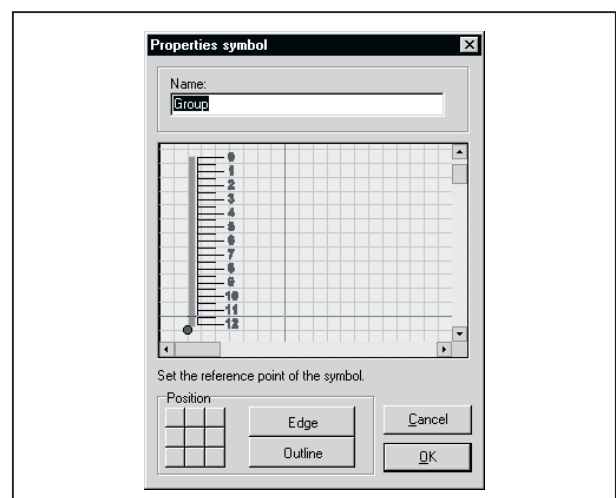 Properties symbol
Name:
Group
0
1
2
3
4
5
6
7
8
9
10
11
12
Set the reference point of the symbol.
Position
Edge
Outline
Cancel
OK